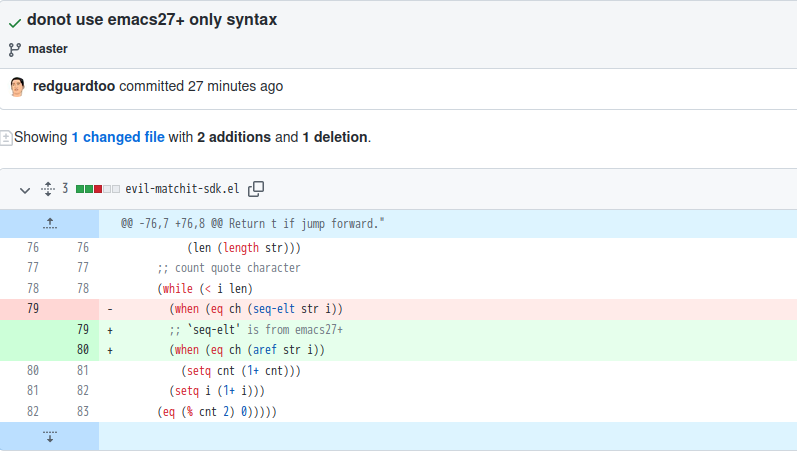 donot use emacs27+ only syntax
master
redguardtoo committed 27 minutes ago
Showing 1 changed file with 2 additions and 1 deletion.
3 evil-matchit-sdk.el
@@ -76,7 +76,8 @@ Return t if jump forward."
76 76 (len (length str)))
77 77 ;; count quote character
78 78 (while (< i len)
79 - (when (eq ch (seq-elt str i))
79 + ;; `seq-elt' is from emacs27+
80 + (when (eq ch (aref str i))
80 81 (setq cnt (1+ cnt)))
81 82 (setq i (1+ i)))
82 83 (eq (% cnt 2) 0)))))